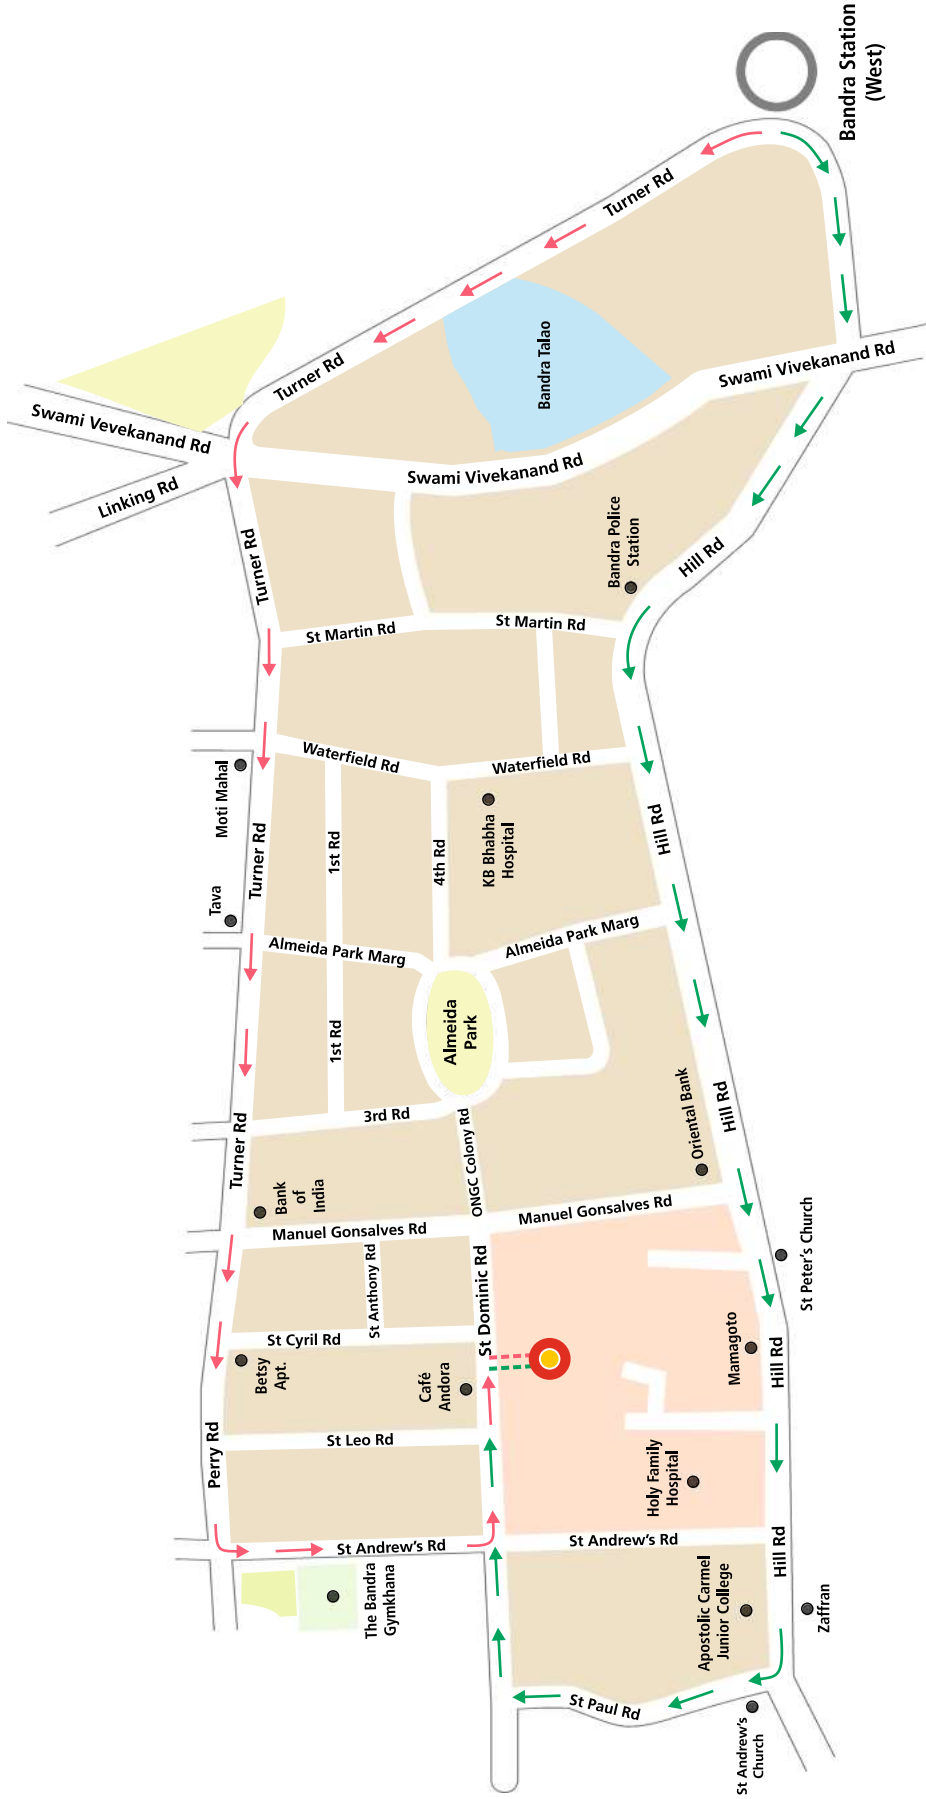 Bandra Station
(West)
Turner Rd
Bandra Talao
Turner Rd
Swami Vivekanand Rd
Swami Vevekanand Rd
Linking Rd
Swami Vivekanand Rd
Bandra Police
Station
Hill Rd
Turner Rd
St Martin Rd
St Martin Rd
Waterfield Rd
Waterfield Rd
Moti Mahal
Turner Rd
1st Rd
4th Rd
KB Bhabha
Hospital
Hill Rd
Tava
Almeida Park Marg
Almeida Park Marg
Almeida
Park
1st Rd
3rd Rd
ONGC Colony Rd
Oriental Bank
Hill Rd
Turner Rd
Bank
of
India
Manuel Gonsalves Rd
Manuel Gonsalves Rd
St Peter's Church
St Anthony Rd
St Dominic Rd
St Cyril Rd
Betsy
Apt.
Café
Andora
Mamagoto
Hill Rd
Perry Rd
St Leo Rd
Holy Family
Hospital
St Andrew's Rd
St Andrew's Rd
Hill Rd
The Bandra
Gymkhana
Apostolic Carmel
Junior College
Zaffran
St Paul Rd
St Andrew's
Church